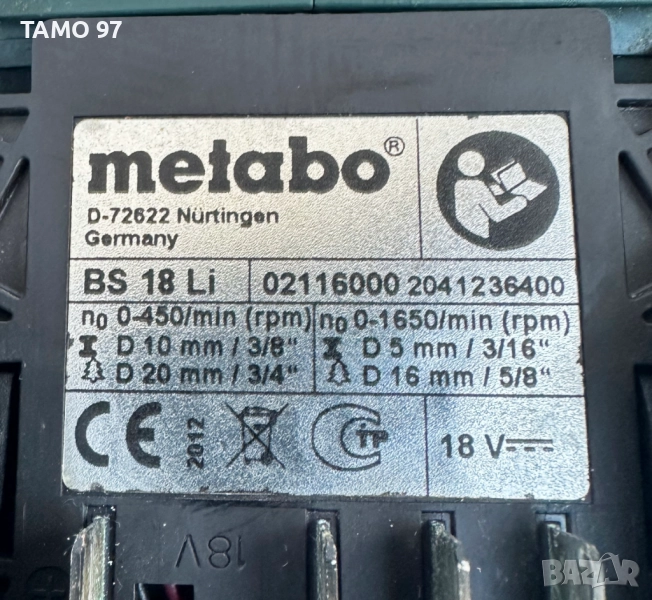 TAMO 97
metabo®
D-72622 Nürtingen
Germany
BS 18 Li 02116000 2041236400
n0 0-450/min (rpm) n0 0-1650/min (rpm)
D 10 mm / 3/8" D 5 mm / 3/16"
D 20 mm / 3/4" D 16 mm / 5/8"
CE 2012 CTP 18 V
18V
BAZAR